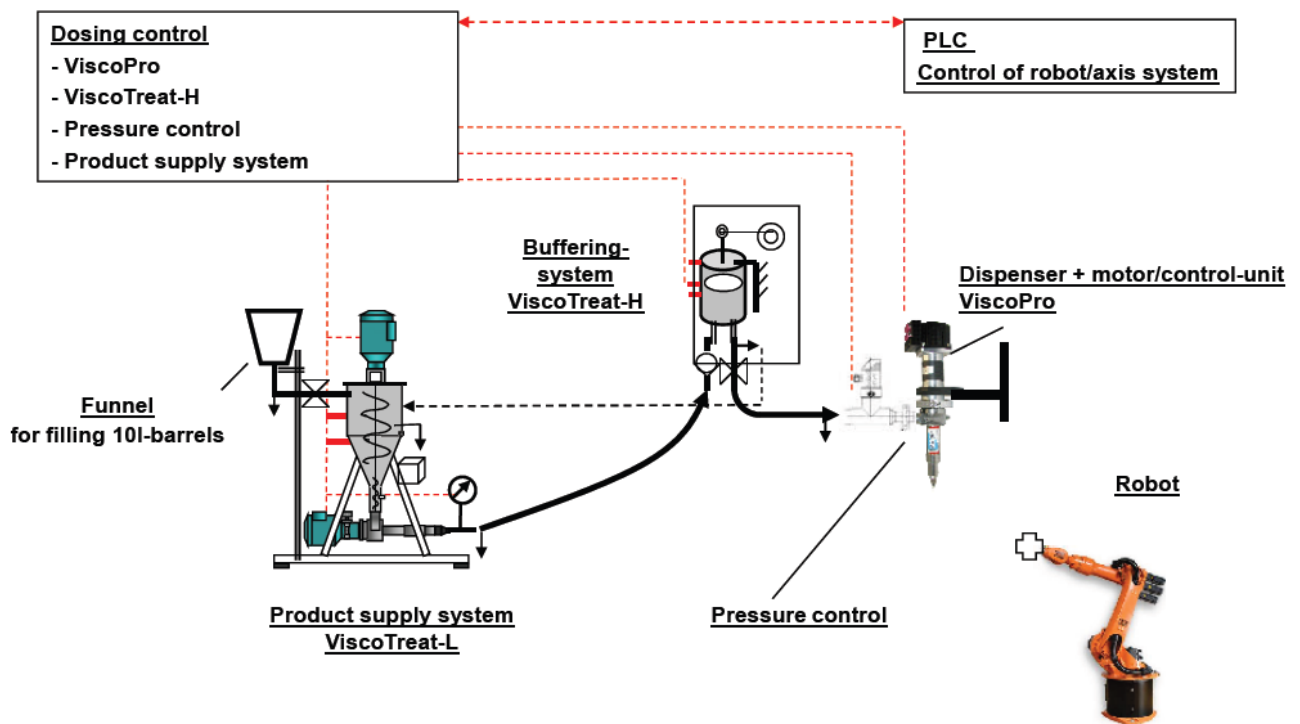 Dosing control
- ViscoPro
- ViscoTreat-H
- Pressure control
- Product supply system
PLC
Control of robot/axis system
Buffering-
system
ViscoTreat-H
Dispenser + motor/control-unit
ViscoPro
Funnel
for filling 10l-barrels
Robot
Product supply system
ViscoTreat-L
Pressure control